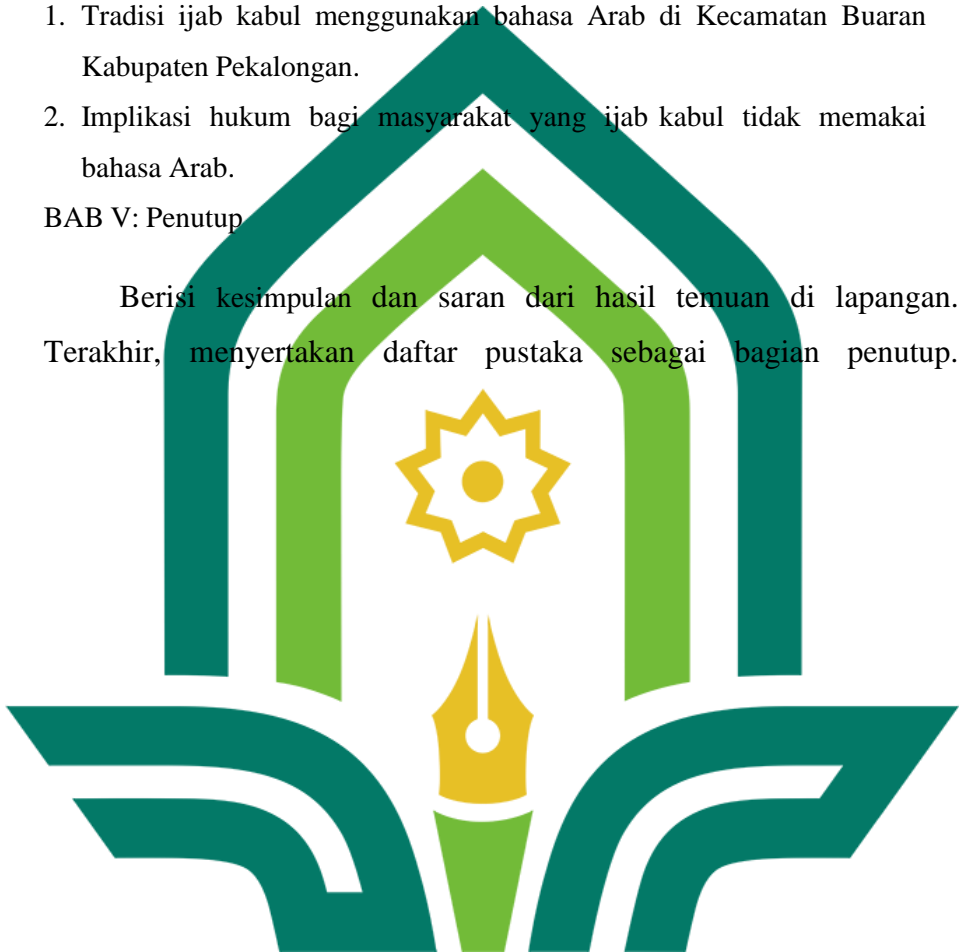 1. Tradisi ijab kabul menggunakan bahasa Arab di Kecamatan Buaran
Kabupaten Pekalongan.
2. Implikasi hukum bagi masyarakat yang ijab kabul tidak memakai
bahasa Arab.
BAB V: Penutup
Berisi kesimpulan dan saran dari hasil temuan di lapangan.
Terakhir, menyertakan daftar pustaka sebagai bagian penutup.